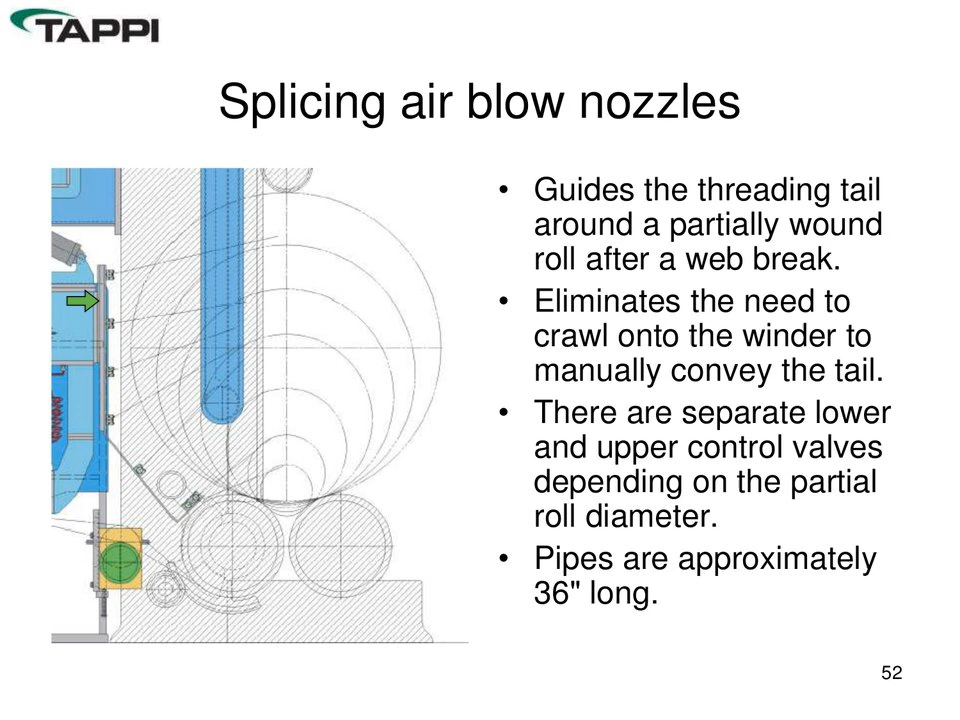 TAPPI
Splicing air blow nozzles
• Guides the threading tail
around a partially wound
roll after a web break.
• Eliminates the need to
crawl onto the winder to
manually convey the tail.
• There are separate lower
and upper control valves
depending on the partial
roll diameter.
• Pipes are approximately
36" long.
52